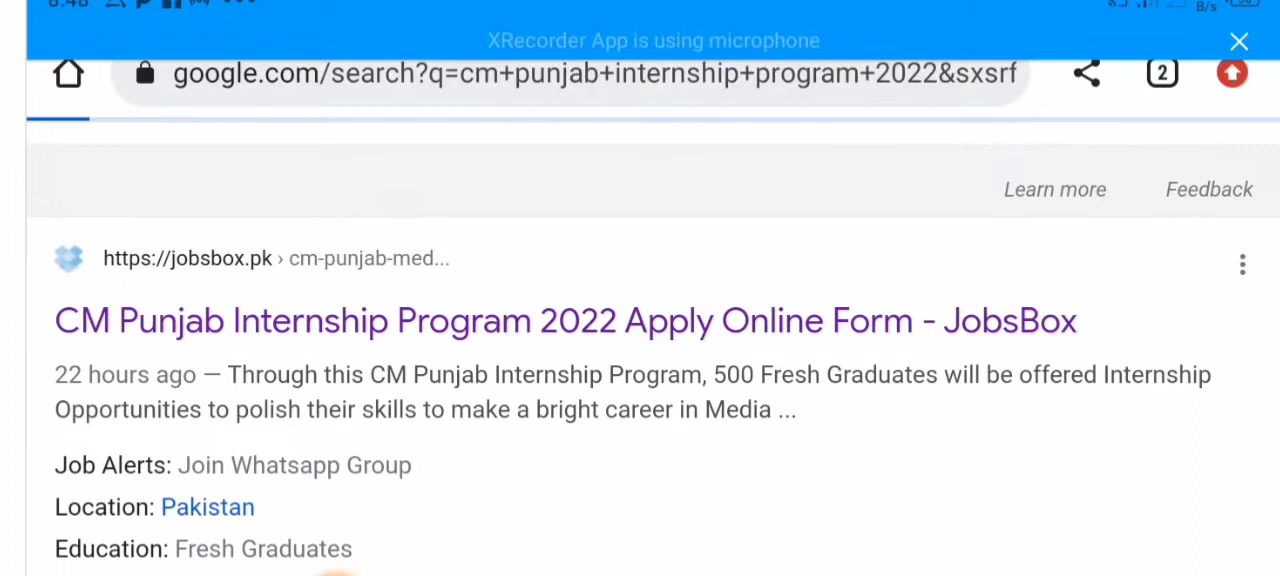 8:48
B/s
XRecorder App is using microphone
google.com/search?q=cm+punjab+internship+program+2022&sxsrf
2
Learn more Feedback
https://jobsbox.pk › cm-punjab-med...
CM Punjab Internship Program 2022 Apply Online Form - JobsBox
22 hours ago — Through this CM Punjab Internship Program, 500 Fresh Graduates will be offered Internship
Opportunities to polish their skills to make a bright career in Media ...
Job Alerts: Join Whatsapp Group
Location: Pakistan
Education: Fresh Graduates